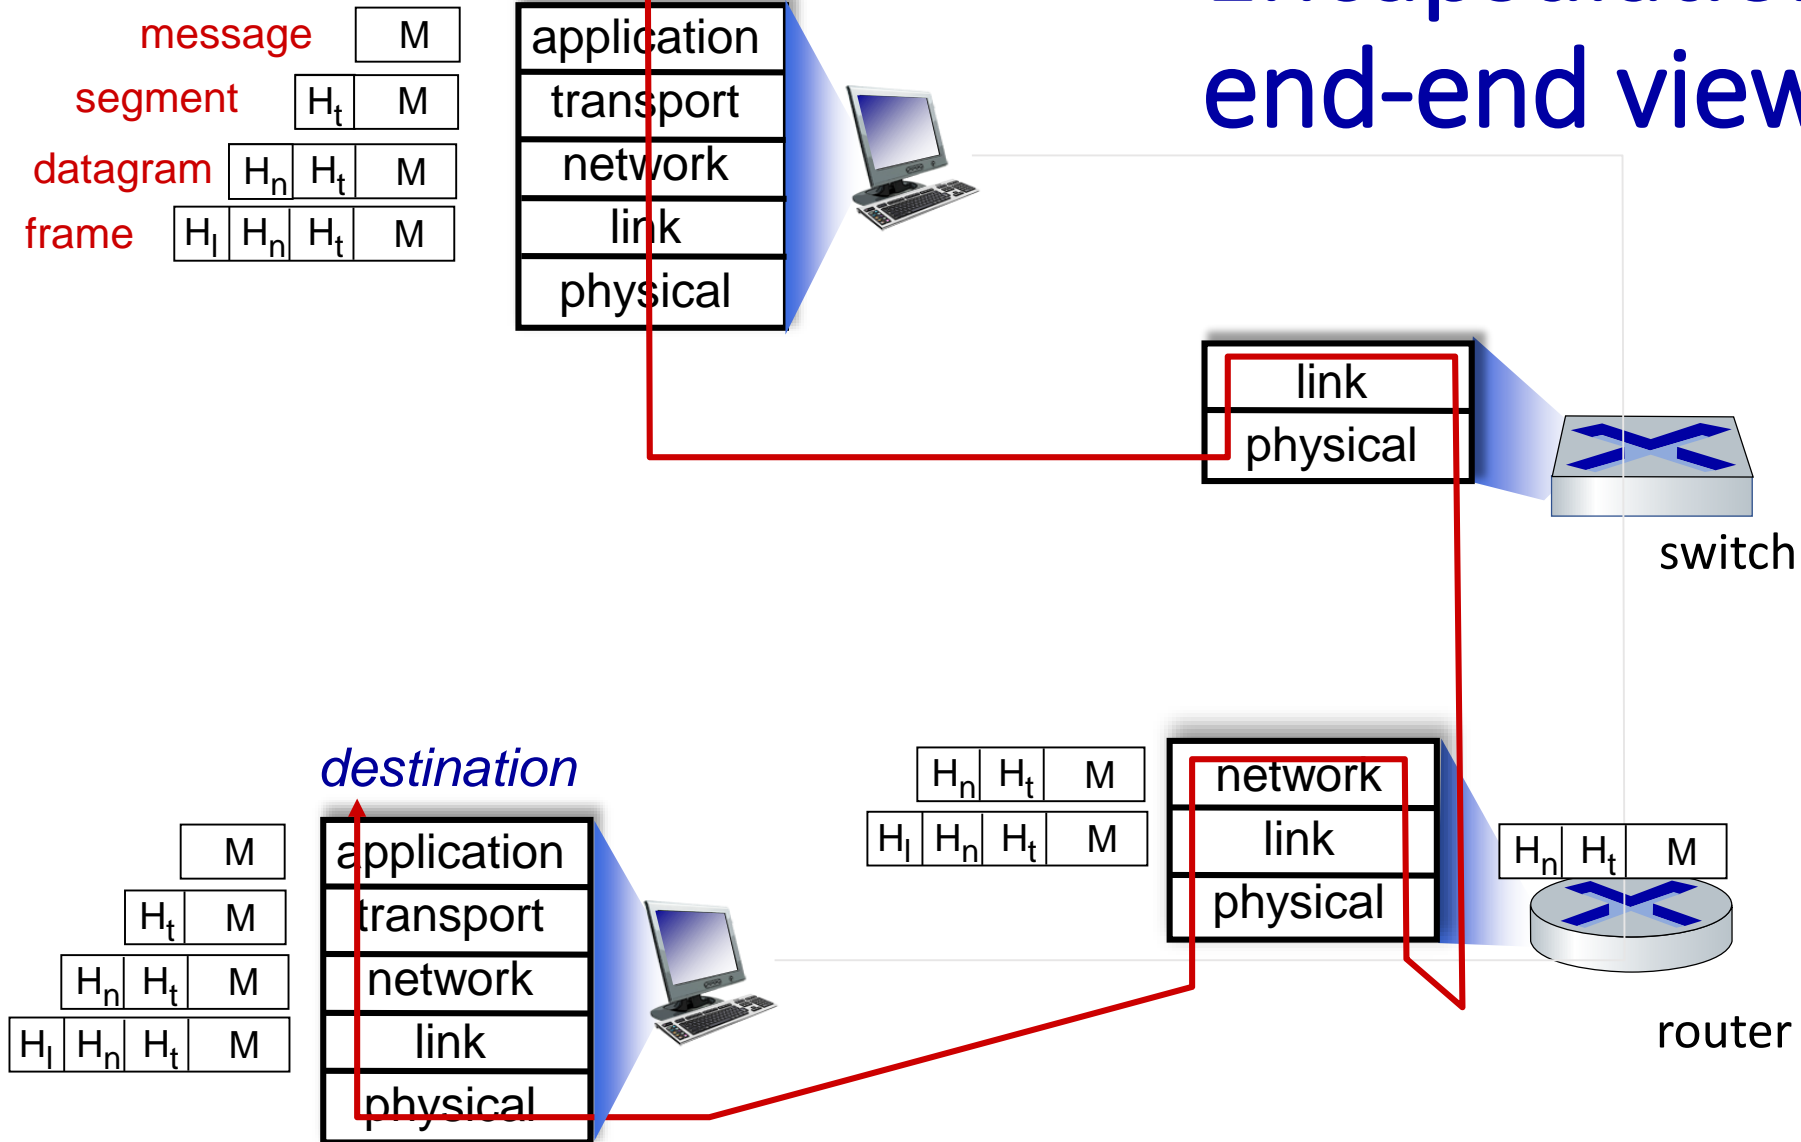 end-end view
message M
segment Ht M
datagram Hn Ht M
frame Hl Hn Ht M
application
transport
network
link
physical
link
physical
switch
Hn Ht M
Hl Hn Ht M
network
link
physical
Hn Ht M
router
destination
M
Ht M
Hn Ht M
Hl Hn Ht M
application
transport
network
link
physical